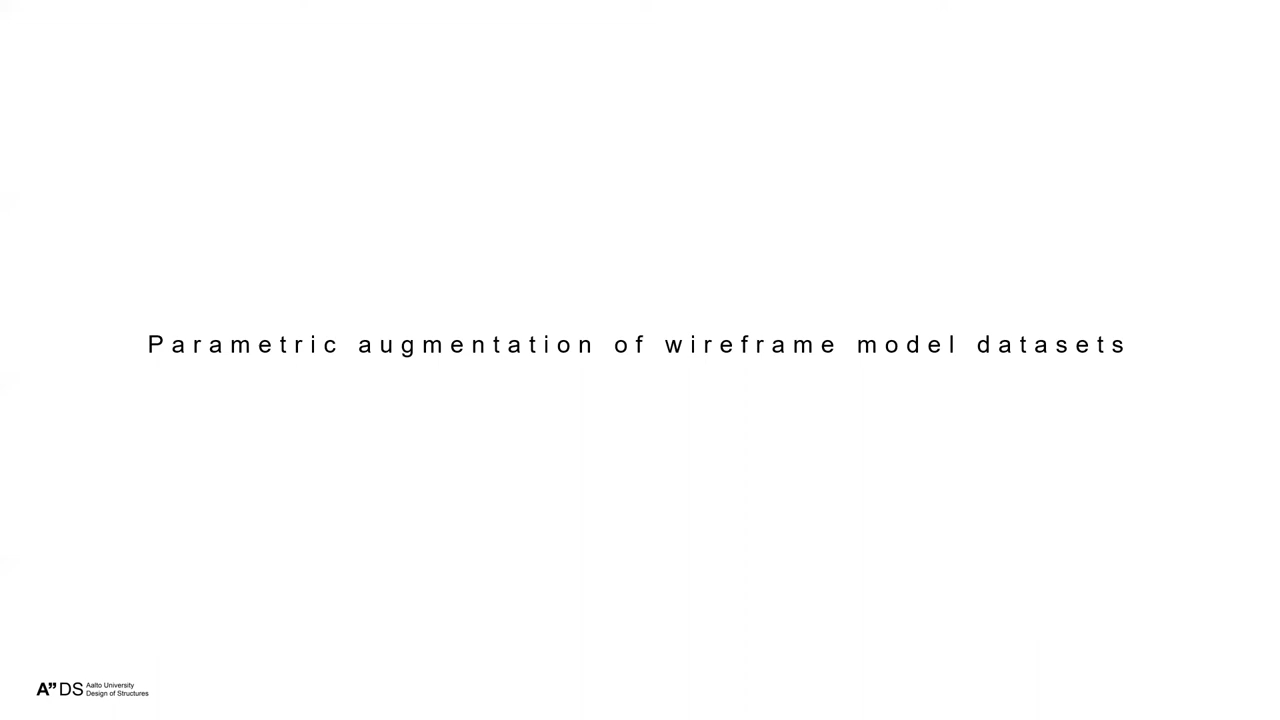 Parametric augmentation of wireframe model datasets
A” DS Aalto University
Design of Structures